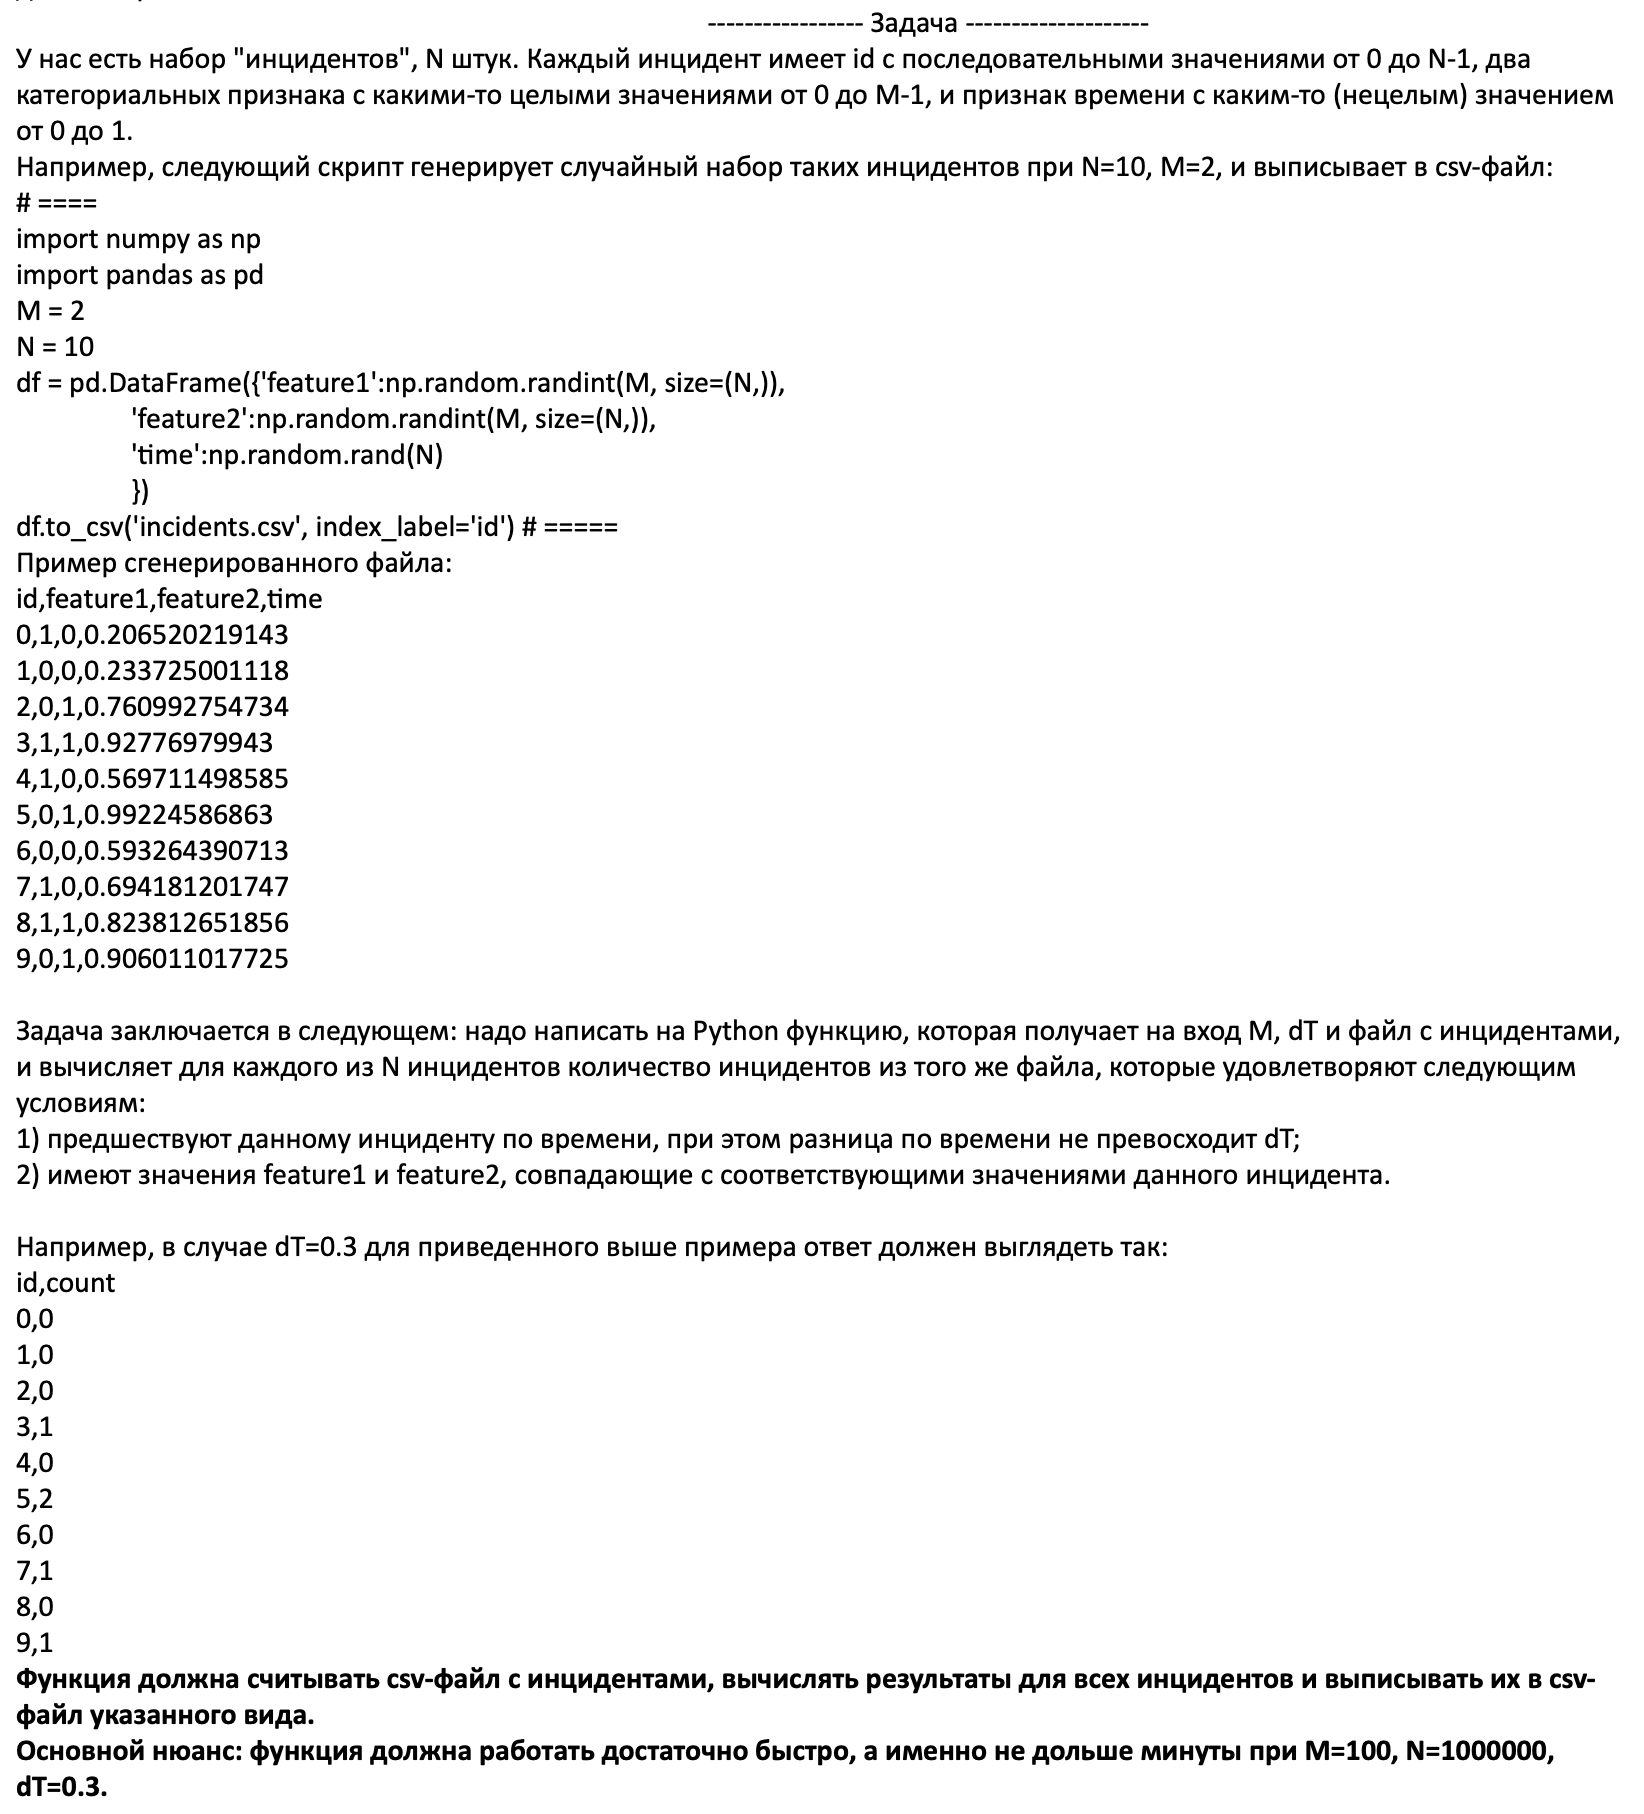 ----------------- Задача --------------------
У нас есть набор "инцидентов", N штук. Каждый инцидент имеет id с последовательными значениями от 0 до N-1, два
категориальных признака с какими-то целыми значениями от 0 до M-1, и признак времени с каким-то (нецелым) значением
от 0 до 1.
Например, следующий скрипт генерирует случайный набор таких инцидентов при N=10, M=2, и выписывает в csv-файл:
# ====
import numpy as np
import pandas as pd
M = 2
N = 10
df = pd.DataFrame({'feature1':np.random.randint(M, size=(N,)),
'feature2':np.random.randint(M, size=(N,)),
'time':np.random.rand(N)
})
df.to_csv('incidents.csv', index_label='id') # =====
Пример сгенерированного файла:
id,feature1,feature2,time
0,1,0,0.206520219143
1,0,0,0.233725001118
2,0,1,0.760992754734
3,1,1,0.92776979943
4,1,0,0.569711498585
5,0,1,0.99224586863
6,0,0,0.593264390713
7,1,0,0.694181201747
8,1,1,0.823812651856
9,0,1,0.906011017725
Задача заключается в следующем: надо написать на Python функцию, которая получает на вход M, dT и файл с инцидентами,
и вычисляет для каждого из N инцидентов количество инцидентов из того же файла, которые удовлетворяют следующим
условиям:
1) предшествуют данному инциденту по времени, при этом разница по времени не превосходит dT;
2) имеют значения feature1 и feature2, совпадающие с соответствующими значениями данного инцидента.
Например, в случае dT=0.3 для приведенного выше примера ответ должен выглядеть так:
id,count
0,0
1,0
2,0
3,1
4,0
5,2
6,0
7,1
8,0
9,1
Функция должна считывать csv-файл с инцидентами, вычислять результаты для всех инцидентов и выписывать их в csv-
файл указанного вида.
Основной нюанс: функция должна работать достаточно быстро, а именно не дольше минуты при M=100, N=1000000,
dT=0.3.